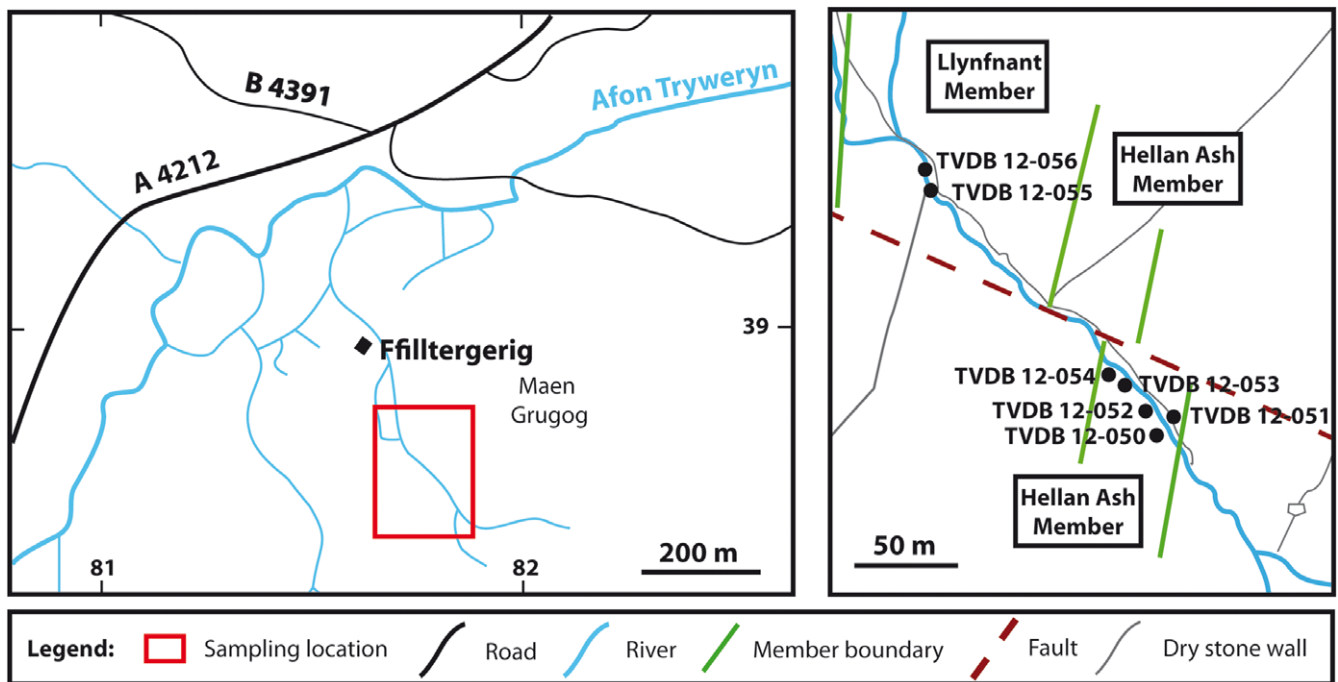 B 4391
Afon Tryweryn
A 4212
39
Ffilltergerig
Maen
Grugog
81
82
200 m
Llynfnant
Member
TVDB 12-056
TVDB 12-055
Hellan Ash
Member
TVDB 12-054
TVDB 12-053
TVDB 12-052
TVDB 12-051
TVDB 12-050
Hellan Ash
Member
50 m
Legend:
Sampling location
Road
River
Member boundary
Fault
Dry stone wall